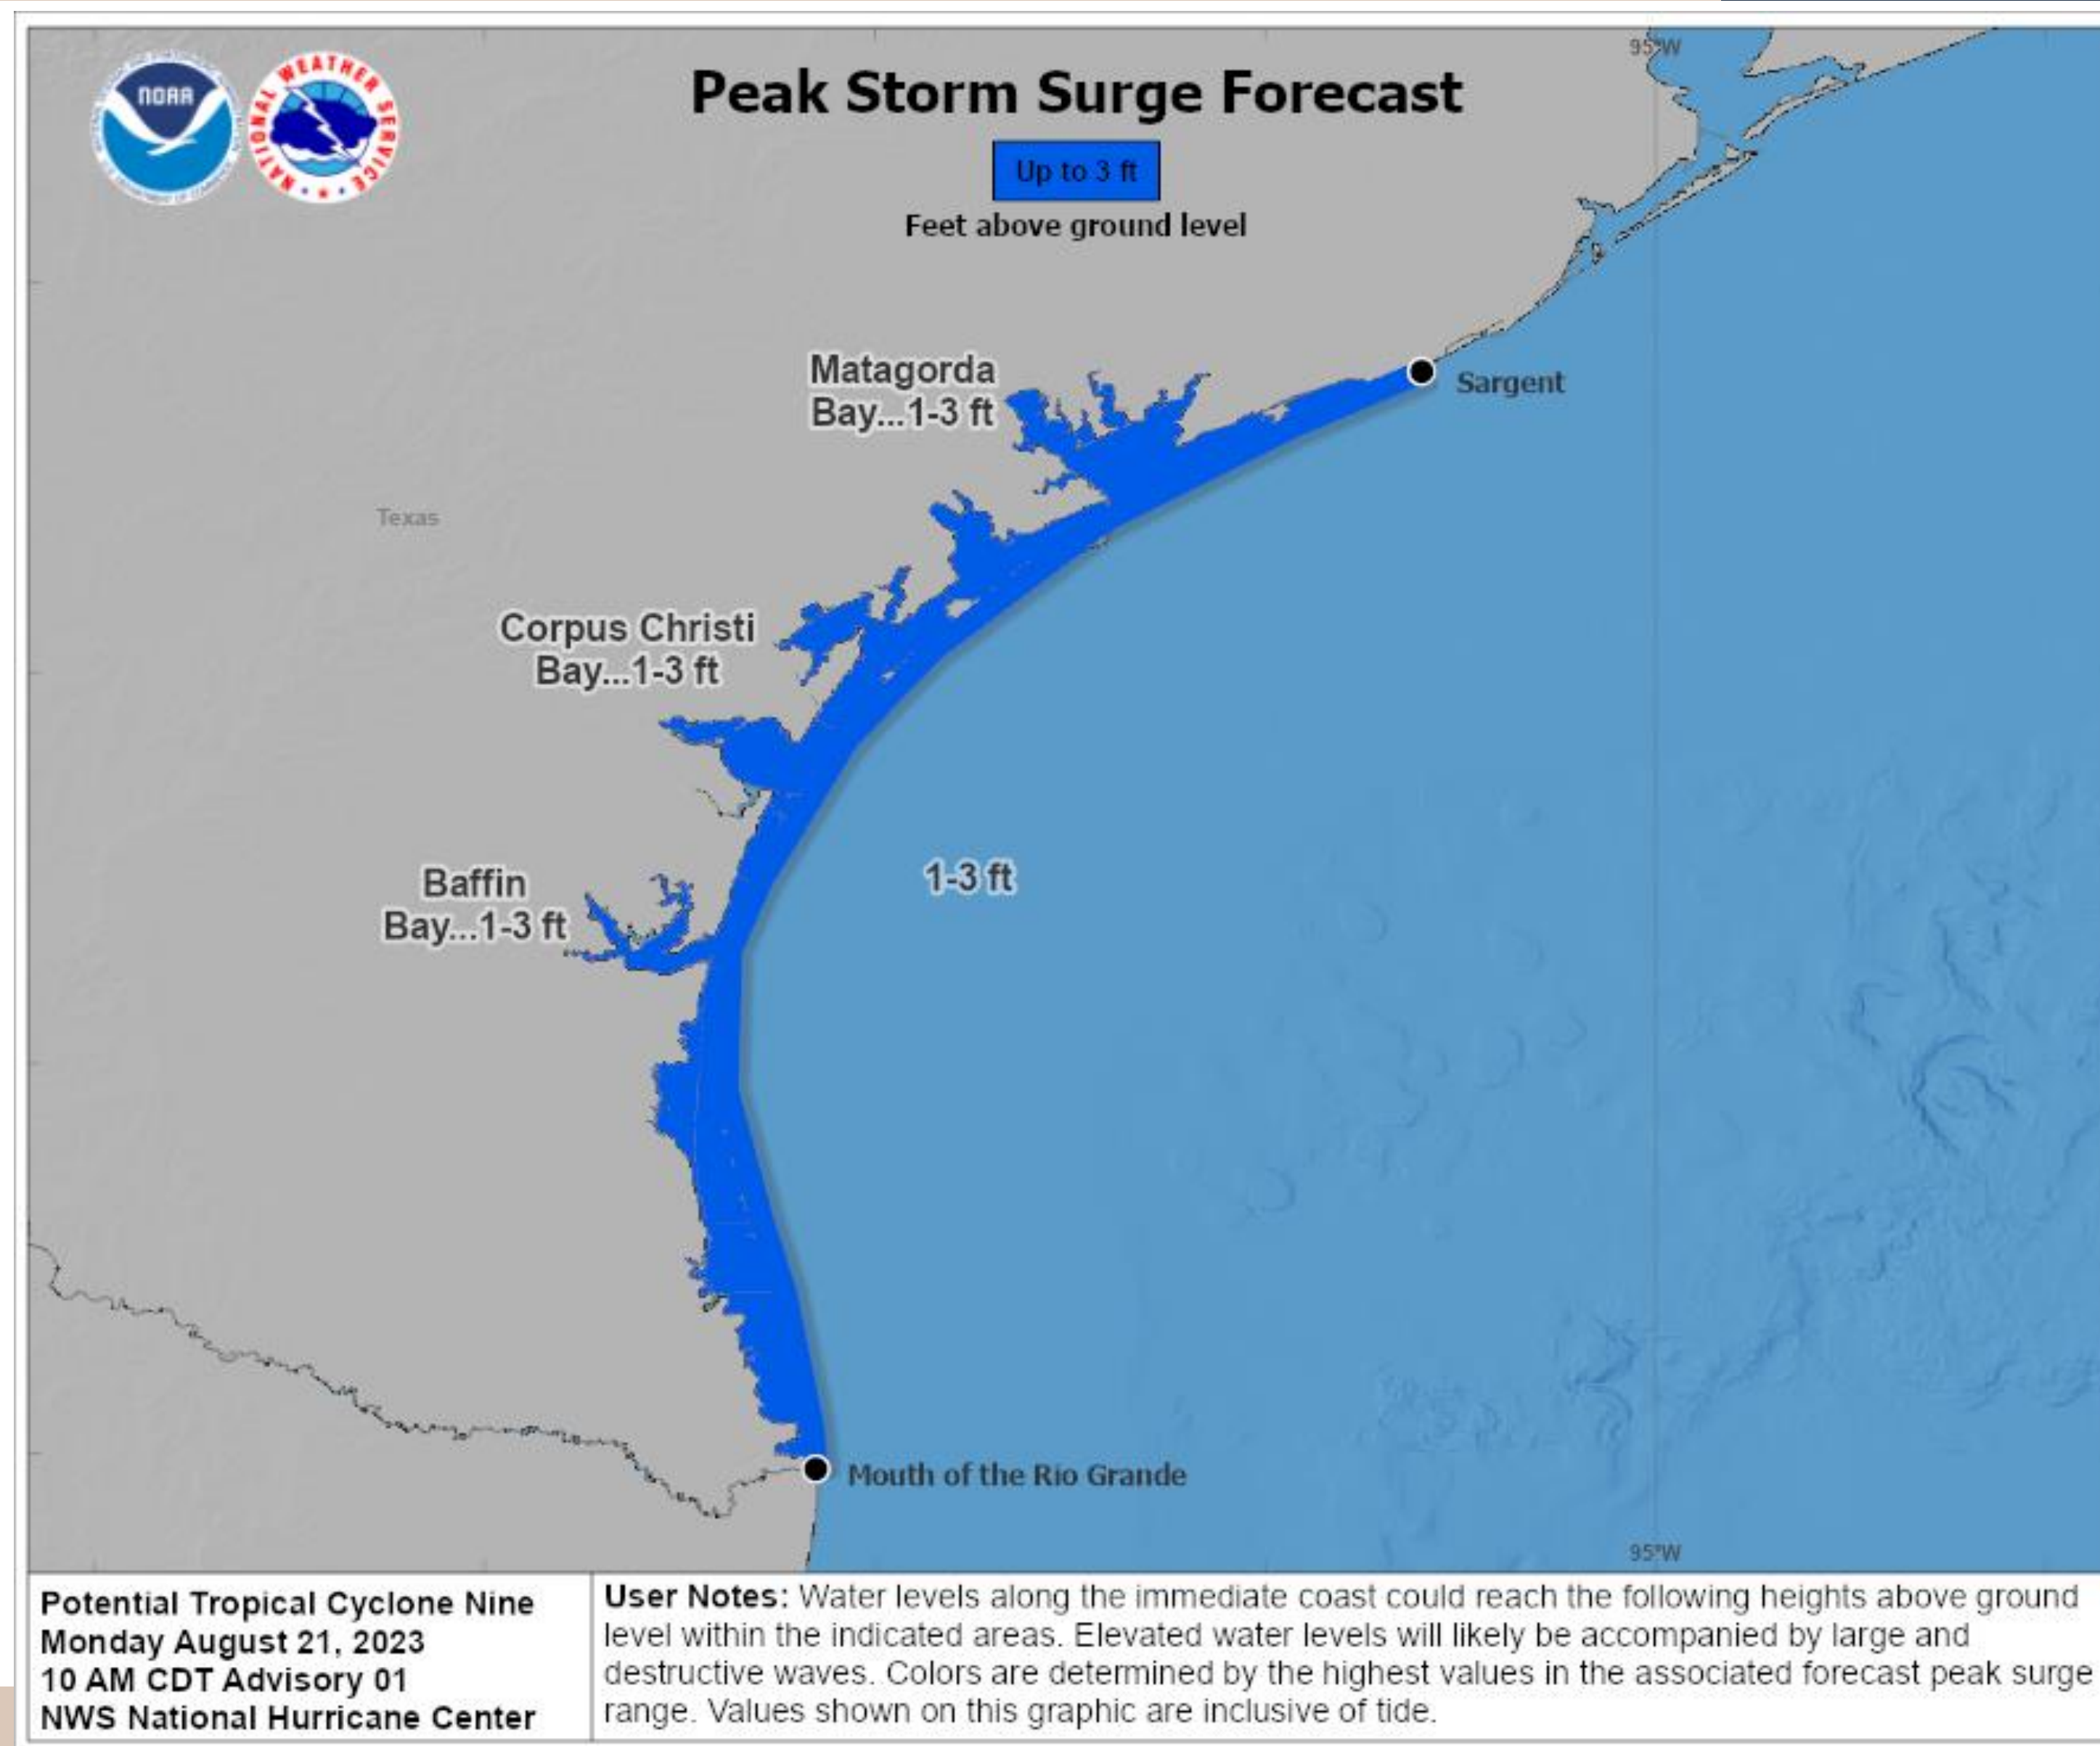 NOAA
NATIONAL WEATHER SERVICE
Peak Storm Surge Forecast
Up to 3 ft
Feet above ground level
95°W
Matagorda
Bay...1-3 ft
Sargent
Texas
Corpus Christi
Bay...1-3 ft
Baffin
Bay...1-3 ft
1-3 ft
Mouth of the Rio Grande
95°W
Potential Tropical Cyclone Nine
Monday August 21, 2023
10 AM CDT Advisory 01
NWS National Hurricane Center
User Notes: Water levels along the immediate coast could reach the following heights above ground
level within the indicated areas. Elevated water levels will likely be accompanied by large and
destructive waves. Colors are determined by the highest values in the associated forecast peak surge
range. Values shown on this graphic are inclusive of tide.